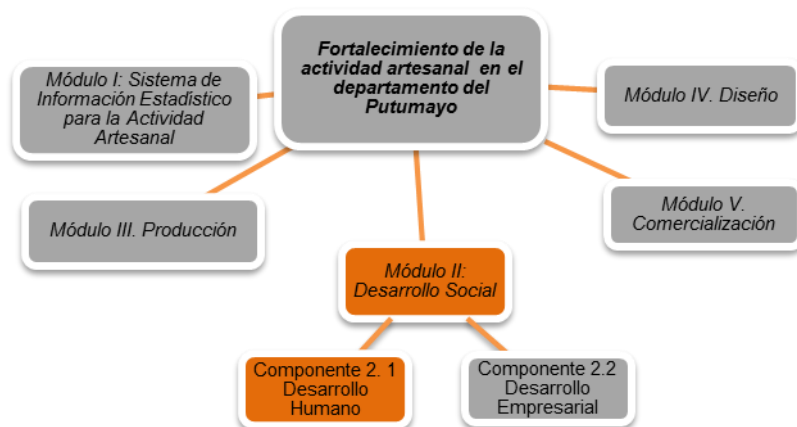 Fortalecimiento de la
actividad artesanal en el
departamento del
Putumayo
Módulo I: Sistema de
Información Estadístico
para la Actividad
Artesanal
Módulo IV. Diseño
Módulo III. Producción
Módulo V.
Comercialización
Módulo II:
Desarrollo Social
Componente 2. 1
Desarrollo
Humano
Componente 2.2
Desarrollo
Empresarial